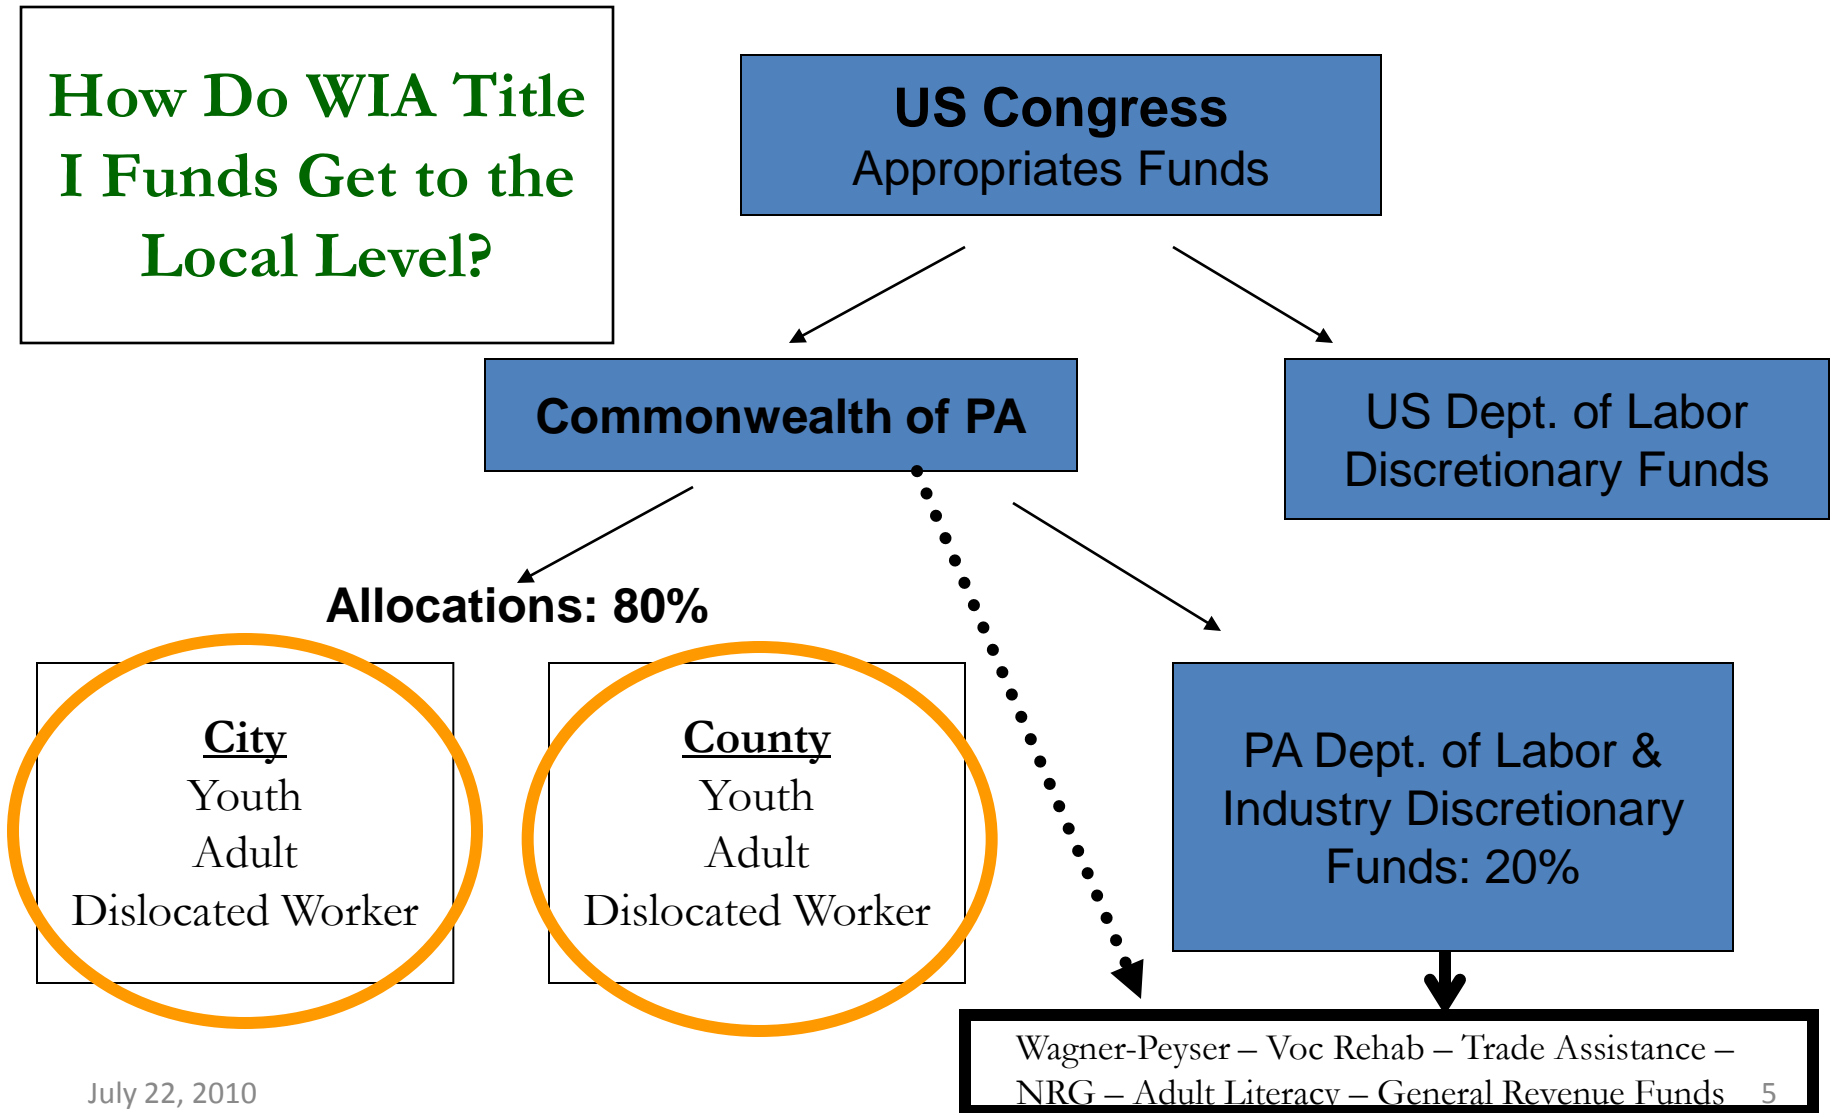 How Do WIA Title
I Funds Get to the
Local Level?
US Congress
Appropriates Funds
Commonwealth of PA
US Dept. of Labor
Discretionary Funds
Allocations: 80%
City
Youth
Adult
Dislocated Worker
County
Youth
Adult
Dislocated Worker
PA Dept. of Labor &
Industry Discretionary
Funds: 20%
Wagner-Peyser – Voc Rehab – Trade Assistance –
NRG – Adult Literacy – General Revenue Funds
July 22, 2010
5